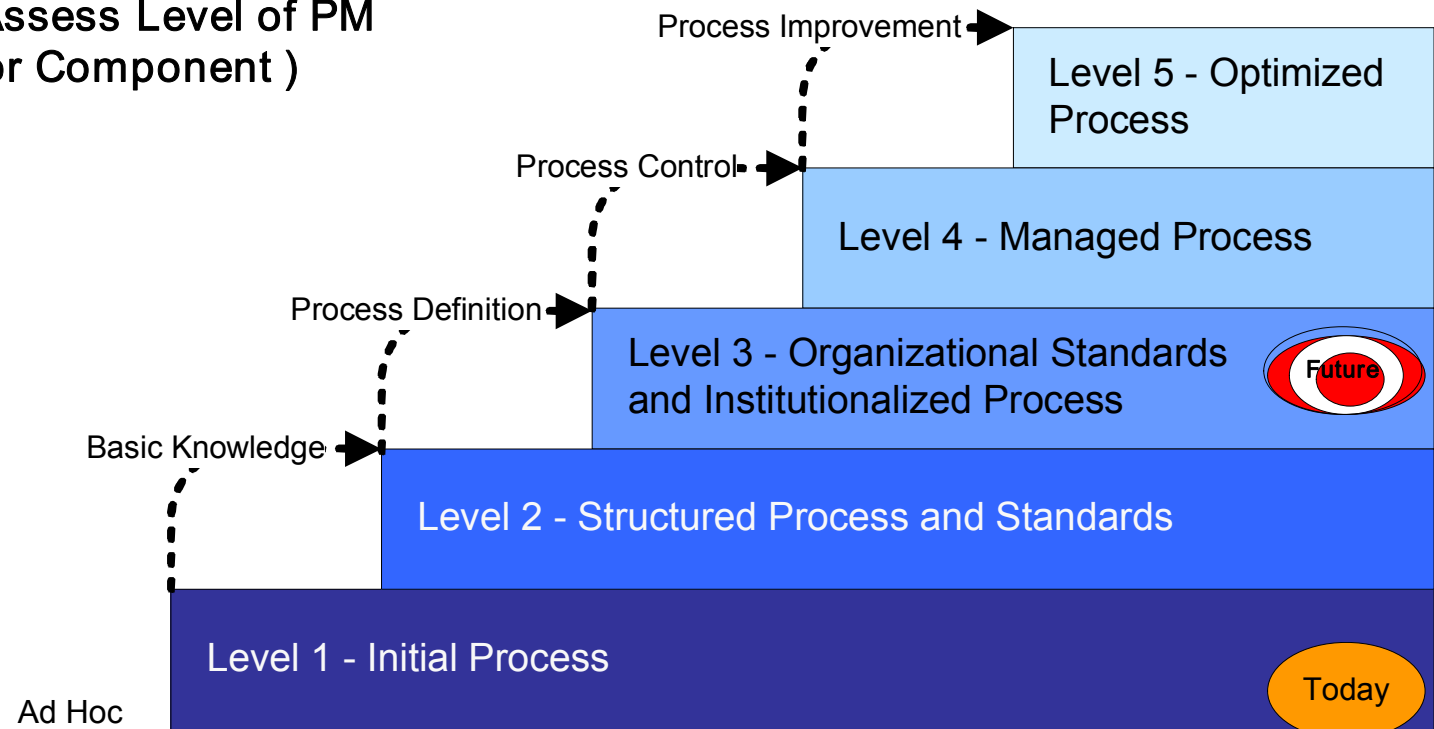 Assess Level of PM
or Component )
Process Improvement
Level 5 - Optimized
Process
Process Control
Level 4 - Managed Process
Process Definition
Level 3 - Organizational Standards
and Institutionalized Process
Future
Basic Knowledge
Level 2 - Structured Process and Standards
Level 1 - Initial Process
Today
Ad Hoc